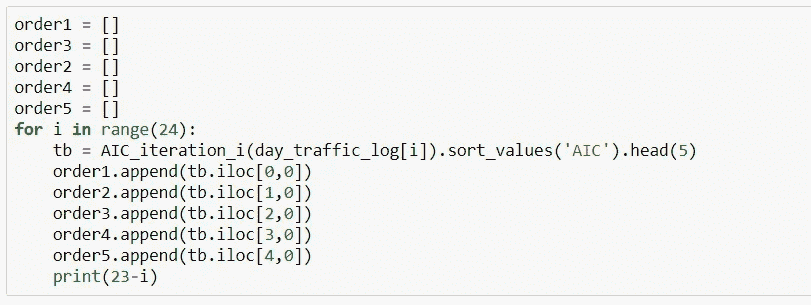 order1 = []
order3 = []
order2 = []
order4 = []
order5 = []
for i in range(24):
    tb = AIC_iteration_i(day_traffic_log[i]).sort_values('AIC').head(5)
    order1.append(tb.iloc[0,0])
    order2.append(tb.iloc[1,0])
    order3.append(tb.iloc[2,0])
    order4.append(tb.iloc[3,0])
    order5.append(tb.iloc[4,0])
    print(23-i)